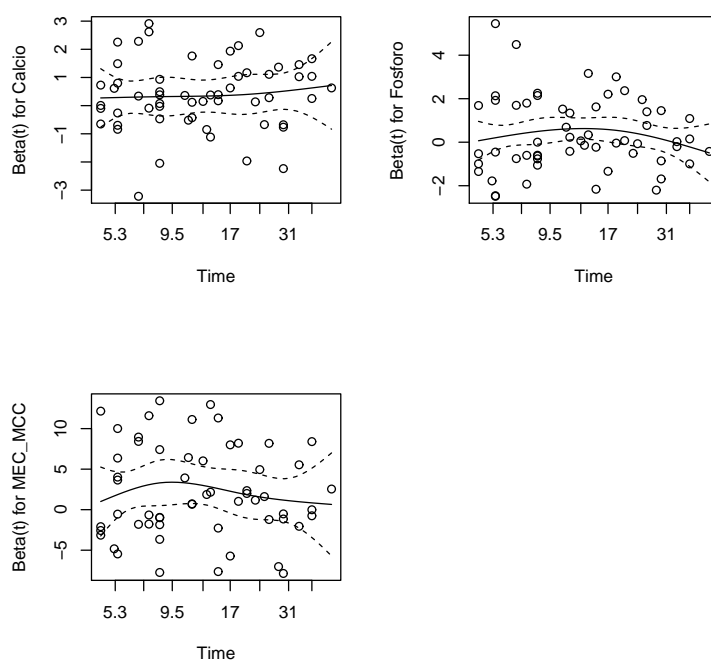 Beta(t) for Calcio
3
1
−1
−3
5.3 9.5 17 31
Time
Beta(t) for Fosforo
4
2
0
−2
5.3 9.5 17 31
Time
Beta(t) for MEC_MCC
10
5
0
−5
5.3 9.5 17 31
Time